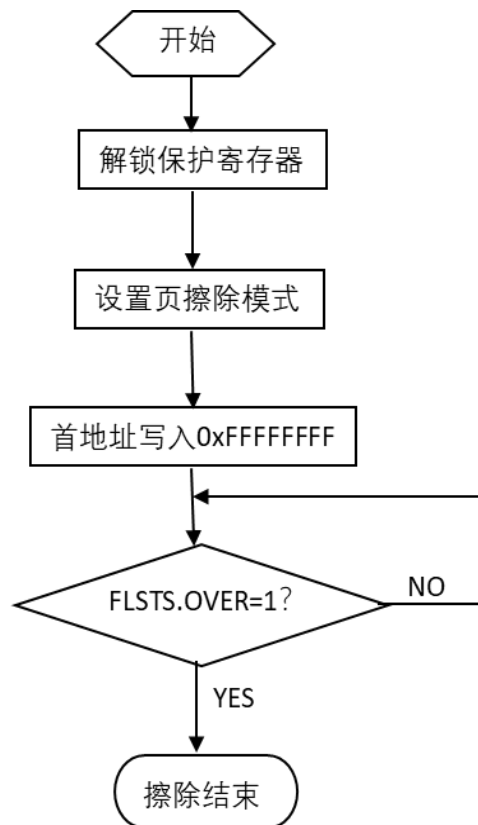 开始
解锁保护寄存器
设置页擦除模式
首地址写入0xFFFFFFFF
FLSTS.OVER=1?
NO
YES
擦除结束